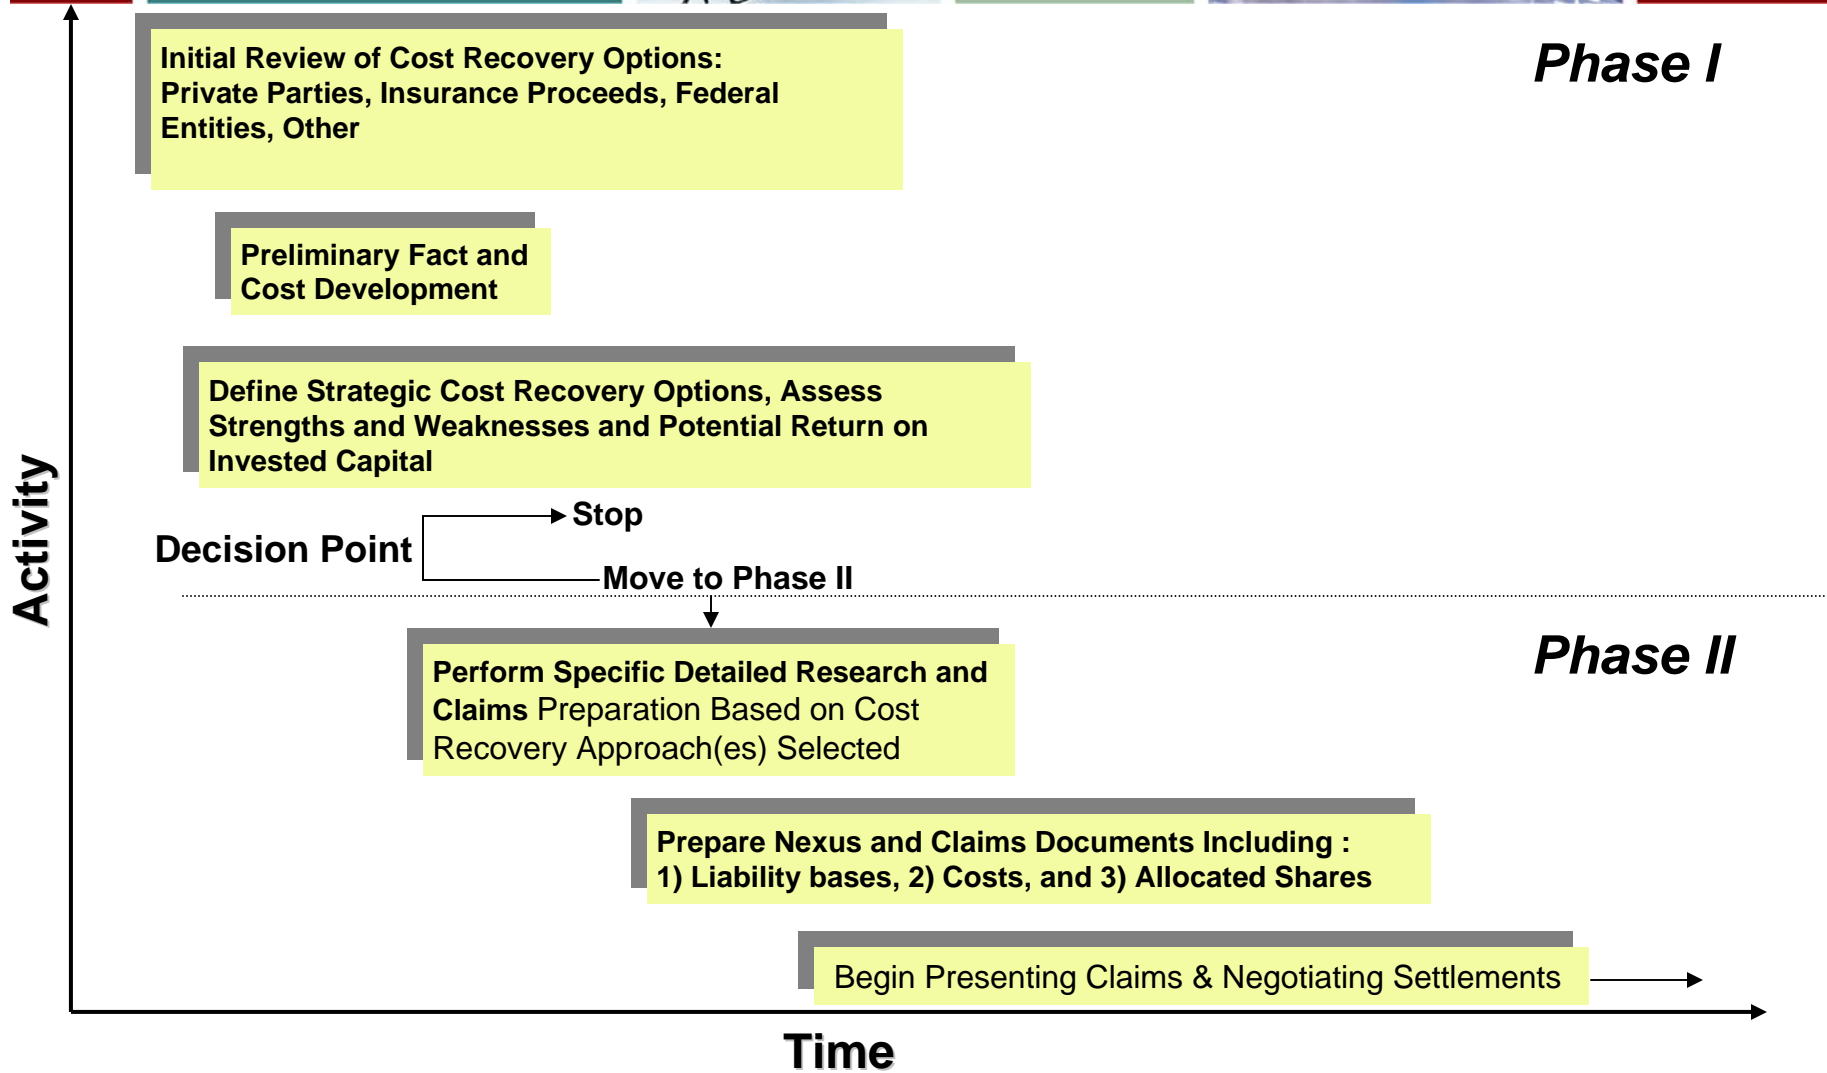 Phase I
Initial Review of Cost Recovery Options:
Private Parties, Insurance Proceeds, Federal
Entities, Other
Preliminary Fact and
Cost Development
Define Strategic Cost Recovery Options, Assess
Strengths and Weaknesses and Potential Return on
Invested Capital
Stop
Decision Point
Move to Phase II
Activity
Phase II
Perform Specific Detailed Research and
Claims Preparation Based on Cost
Recovery Approach(es) Selected
Prepare Nexus and Claims Documents Including :
1) Liability bases, 2) Costs, and 3) Allocated Shares
Begin Presenting Claims & Negotiating Settlements
Time